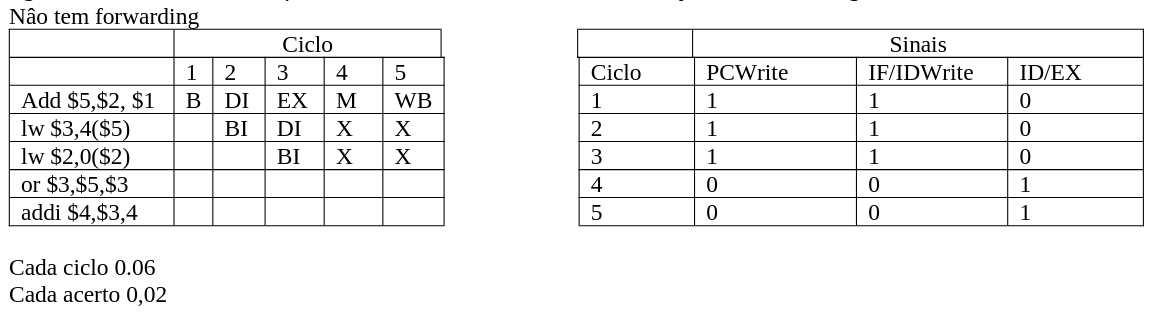 Nâo tem forwarding
Ciclo
1 2 3 4 5
Add $5,$2, $1 B DI EX M WB
lw $3,4($5) BI DI X X
lw $2,0($2) BI X X
or $3,$5,$3
addi $4,$3,4
Sinais
Ciclo PCWrite IF/IDWrite ID/EX
1 1 1 0
2 1 1 0
3 1 1 0
4 0 0 1
5 0 0 1
Cada ciclo 0.06
Cada acerto 0,02